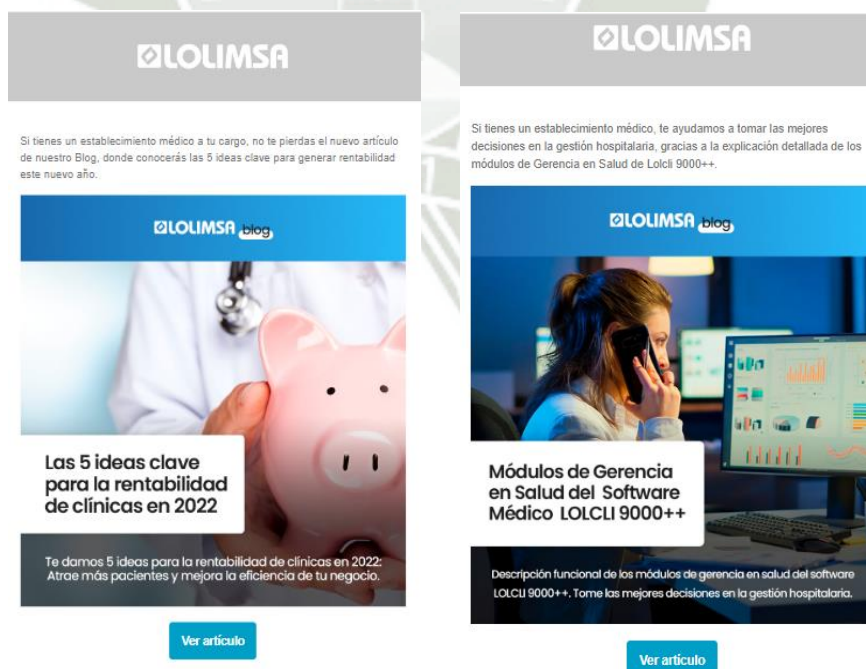 LOLIMSA
Si tienes un establecimiento médico a tu cargo, no te pierdas el nuevo artículo
de nuestro Blog, donde conocerás las 5 ideas clave para generar rentabilidad
este nuevo año.
LOLIMSA blog
Las 5 ideas clave
para la rentabilidad
de clínicas en 2022
Te damos 5 ideas para la rentabilidad de clínicas en 2022:
Atrae más pacientes y mejora la eficiencia de tu negocio.
Ver artículo
LOLIMSA
Si tienes un establecimiento médico, te ayudamos a tomar las mejores
decisiones en la gestión hospitalaria, gracias a la explicación detallada de los
módulos de Gerencia en Salud de Lolcli 9000++.
LOLIMSA blog
Módulos de Gerencia
en Salud del Software
Médico LOLCLI 9000++
Descripción funcional de los módulos de gerencia en salud del software
LOLCLI 9000++. Tome las mejores decisiones en la gestión hospitalaria.
Ver artículo